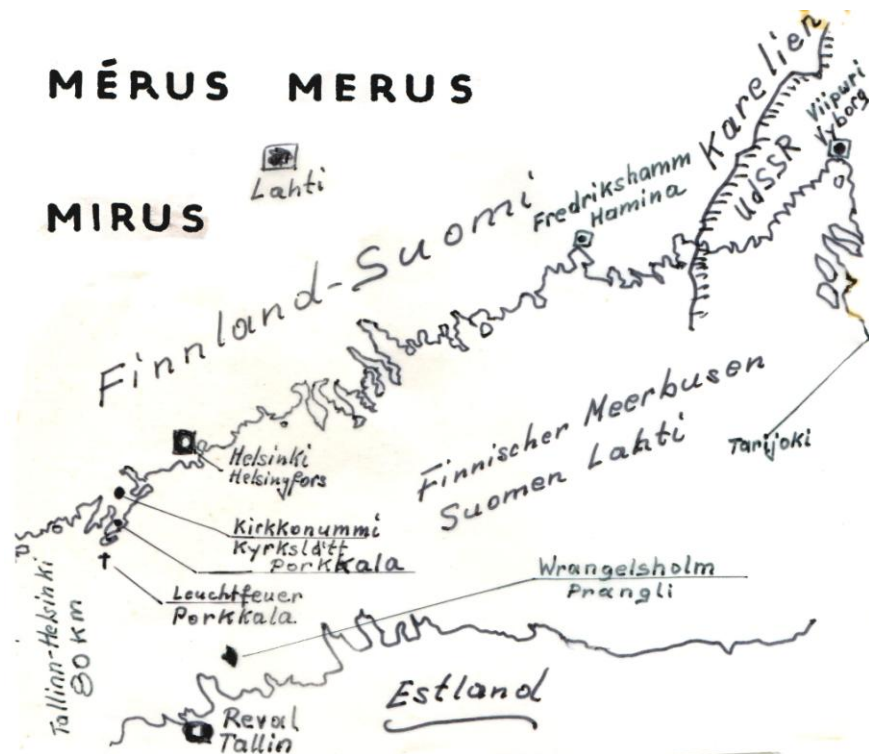 MÉRUS MERUS
Lahti
MIRUS
Finnland-Suomi
Fredrikshamm
Hamina
Karelien
UdSSR
Viipuri
Vyborg
Finnischer Meerbusen
Suomen Lahti
Tarijoki
Helsinki
Helsingfors
Kirkkonummi
Kyrkslätt
Porkkala
Leuchtfeuer
Porkkala
Tallinn-Helsinki
80 KM
Wrangelsholm
Prangli
Estland
Reval
Tallin